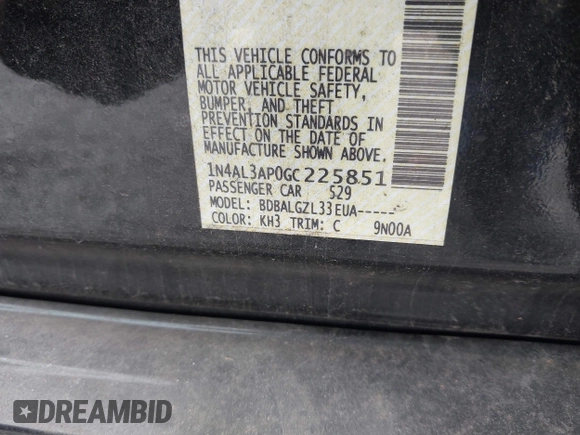 THIS VEHICLE CONFORMS TO
ALL APPLICABLE FEDERAL
MOTOR VEHICLE SAFETY,
BUMPER, AND THEFT
PREVENTION STANDARDS IN
EFFECT ON THE DATE OF
MANUFACTURE SHOWN ABOVE.
1N4AL3AP0GC225851
PASSENGER CAR S29
MODEL: BDBALGZL33EUA-----
COLOR: KH3 TRIM: C 9N00A
DREAMBID